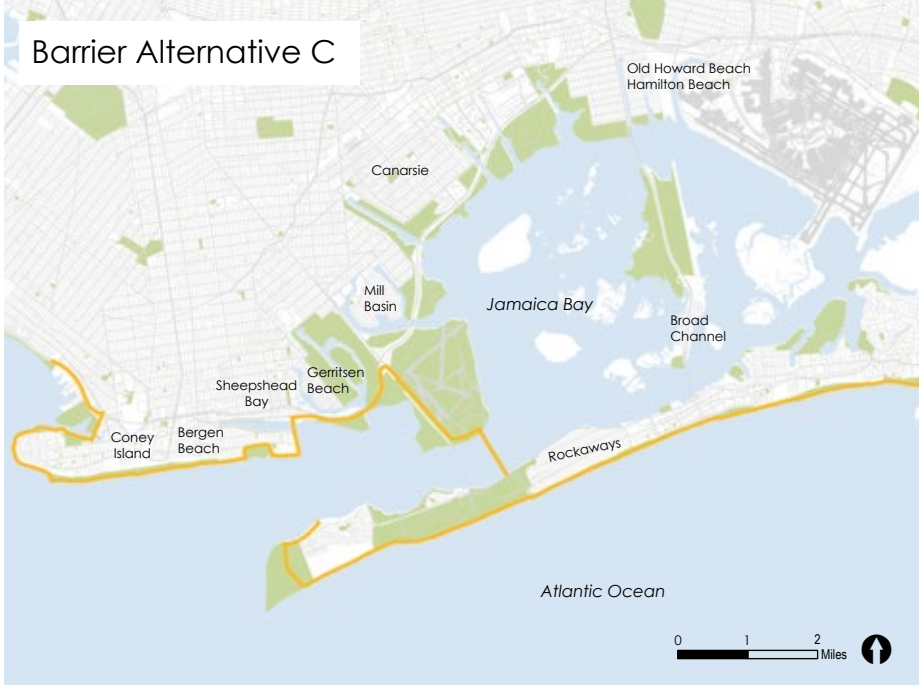 Barrier Alternative C
Old Howard Beach
Hamilton Beach
Canarsie
Mill
Basin
Jamaica Bay
Broad
Channel
Gerritsen
Beach
Sheepshead
Bay
Coney
Island
Bergen
Beach
Rockaways
Atlantic Ocean
0 1 2
Miles